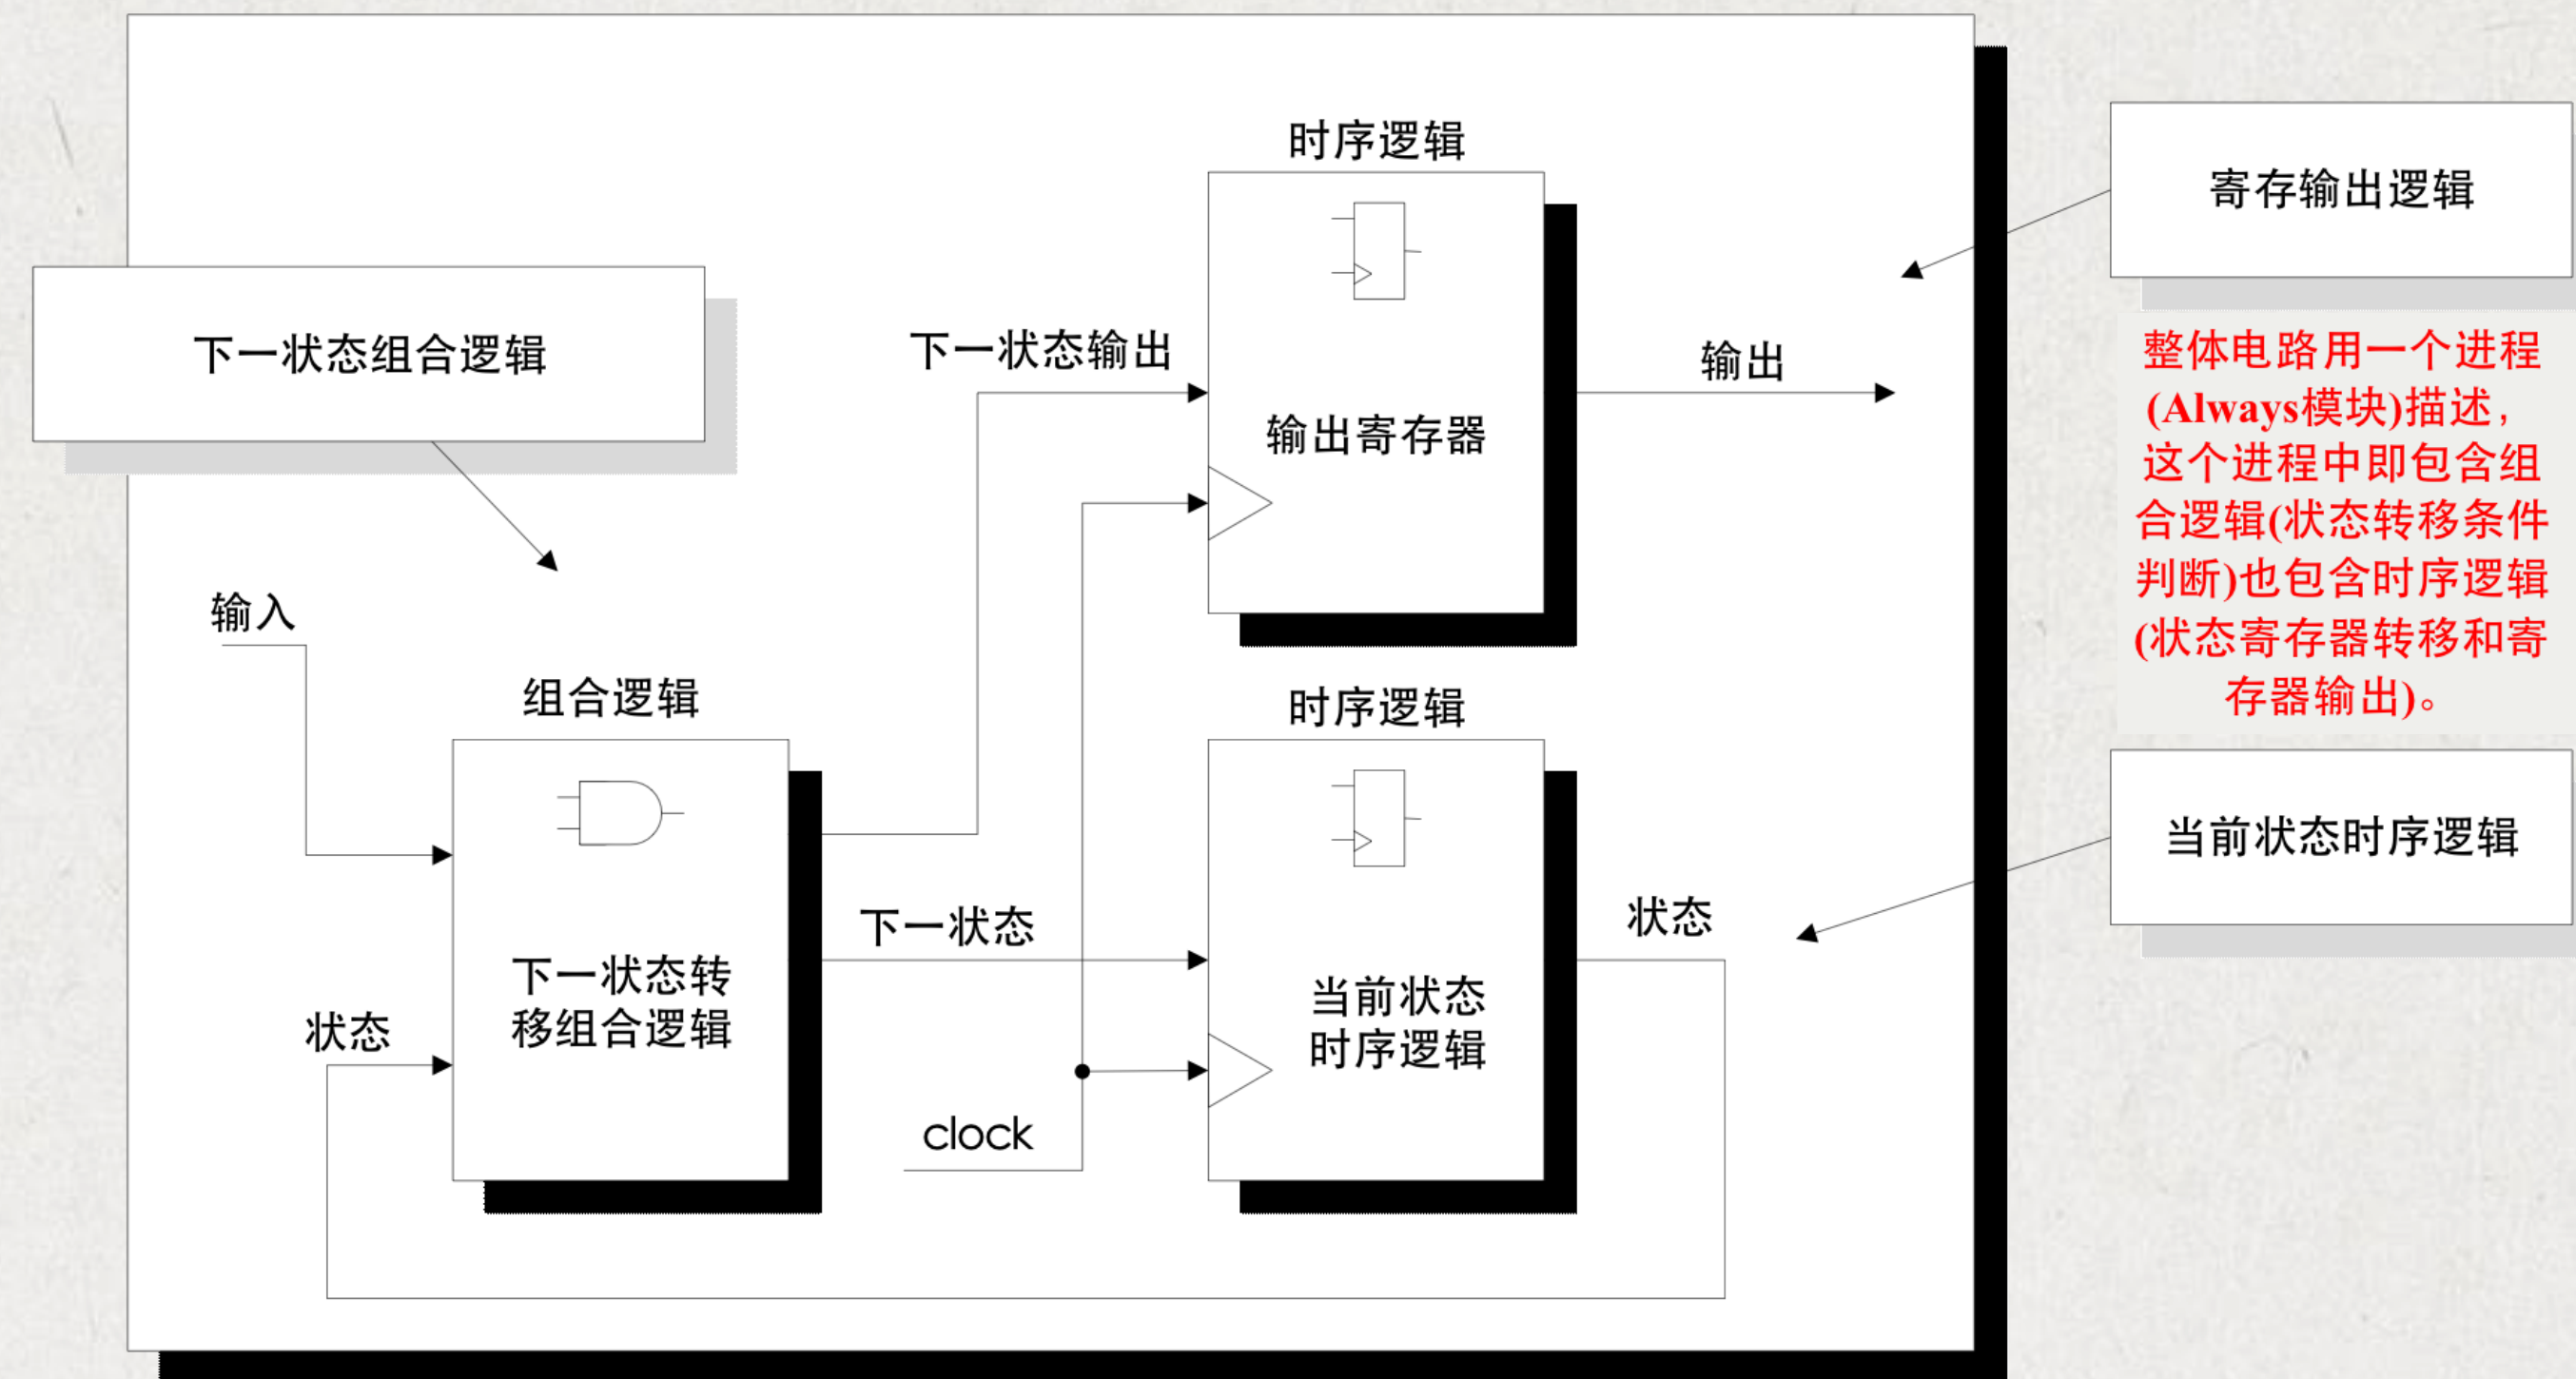 时序逻辑
寄存输出逻辑
下一状态组合逻辑
下一状态输出
输出
输出寄存器
整体电路用一个进程
(Always模块)描述，
这个进程中即包含组
合逻辑(状态转移条件
判断)也包含时序逻辑
(状态寄存器转移和寄
存器输出)。
输入
组合逻辑
时序逻辑
当前状态时序逻辑
下一状态
状态
下一状态转
移组合逻辑
当前状态
时序逻辑
状态
clock